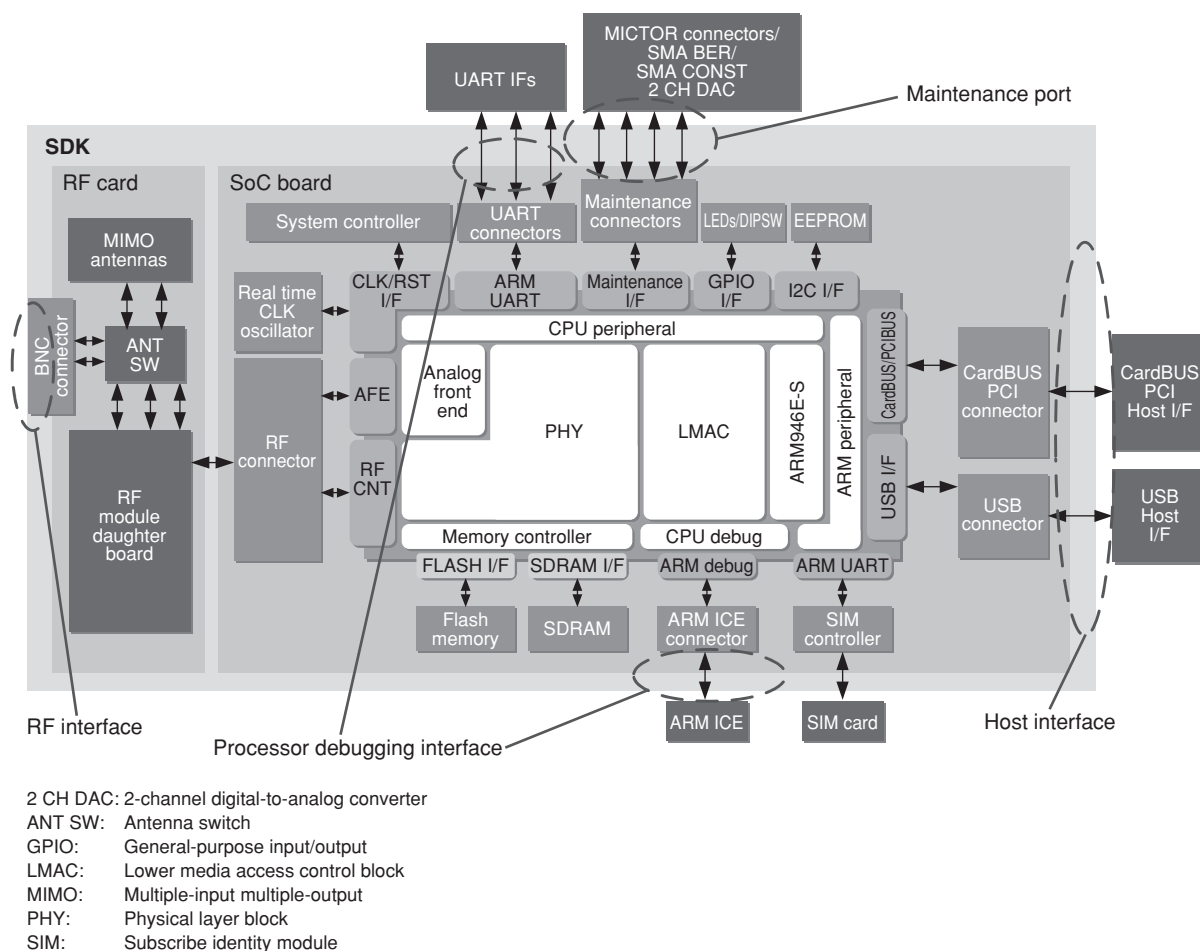 MICTOR connectors/
SMA BER/
SMA CONST
2 CH DAC
UART IFs
Maintenance port
SDK
RF card
SoC board
System controller
UART
connectors
Maintenance
connectors
LEDs/DIPSW
EEPROM
MIMO
antennas
Real time
CLK
oscillator
CLK/RST
I/F
ARM
UART
Maintenance
I/F
GPIO
I/F
I2C I/F
BNC
connector
ANT
SW
CPU peripheral
Analog
front
end
PHY
LMAC
ARM946E-S
ARM peripheral
CardBUS/PCIBUS
CardBUS
PCI
connector
CardBUS
PCI
Host I/F
AFE
RF
connector
RF
CNT
USB I/F
USB
connector
USB
Host
I/F
RF
module
daughter
board
Memory controller
CPU debug
FLASH I/F
SDRAM I/F
ARM debug
ARM UART
Flash
memory
SDRAM
ARM ICE
connector
SIM
controller
ARM ICE
SIM card
RF interface
Processor debugging interface
Host interface
2 CH DAC: 2-channel digital-to-analog converter
ANT SW: Antenna switch
GPIO: General-purpose input/output
LMAC: Lower media access control block
MIMO: Multiple-input multiple-output
PHY: Physical layer block
SIM: Subscribe identity module